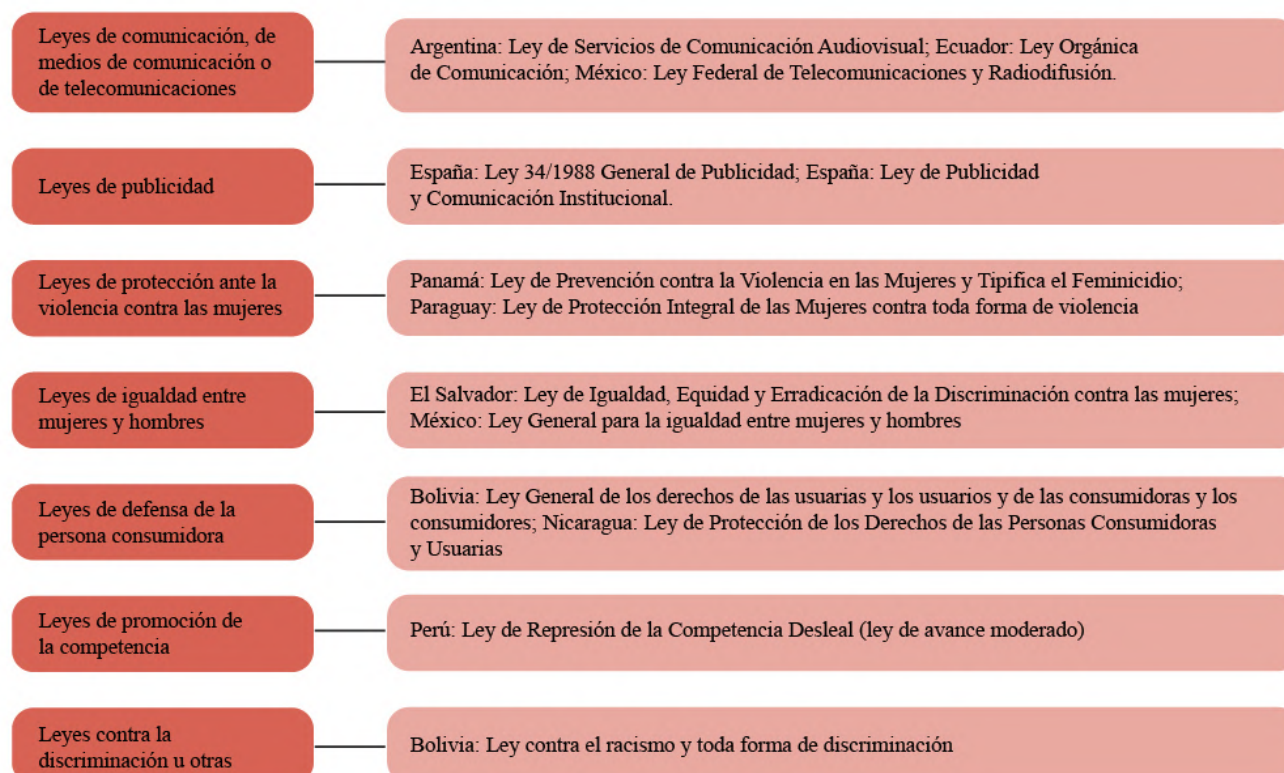 Leyes de comunicación, de
medios de comunicación o
de telecomunicaciones
Argentina: Ley de Servicios de Comunicación Audiovisual; Ecuador: Ley Orgánica
de Comunicación; México: Ley Federal de Telecomunicaciones y Radiodifusión.
Leyes de publicidad
España: Ley 34/1988 General de Publicidad; España: Ley de Publicidad
y Comunicación Institucional.
Leyes de protección ante la
violencia contra las mujeres
Panamá: Ley de Prevención contra la Violencia en las Mujeres y Tipifica el Feminicidio;
Paraguay: Ley de Protección Integral de las Mujeres contra toda forma de violencia
Leyes de igualdad entre
mujeres y hombres
El Salvador: Ley de Igualdad, Equidad y Erradicación de la Discriminación contra las mujeres;
México: Ley General para la igualdad entre mujeres y hombres
Leyes de defensa de la
persona consumidora
Bolivia: Ley General de los derechos de las usuarias y los usuarios y de las consumidoras y los
consumidores; Nicaragua: Ley de Protección de los Derechos de las Personas Consumidoras
y Usuarias
Leyes de promoción de
la competencia
Perú: Ley de Represión de la Competencia Desleal (ley de avance moderado)
Leyes contra la
discriminación u otras
Bolivia: Ley contra el racismo y toda forma de discriminación